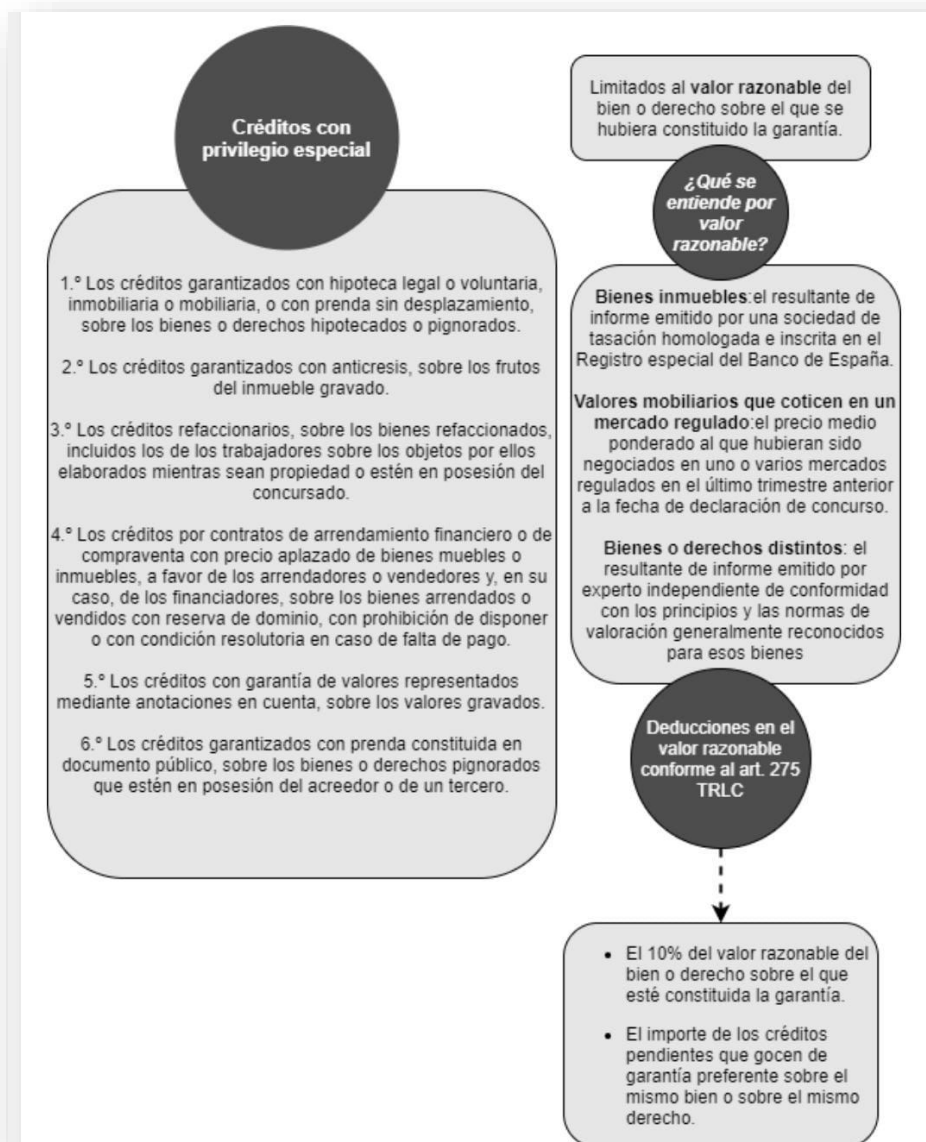 Créditos con
privilegio especial
1.º Los créditos garantizados con hipoteca legal o voluntaria,
inmobiliaria o mobiliaria, o con prenda sin desplazamiento,
sobre los bienes o derechos hipotecados o pignorados.
2.º Los créditos garantizados con anticresis, sobre los frutos
del inmueble gravado.
3.º Los créditos refaccionarios, sobre los bienes refaccionados,
incluidos los de los trabajadores sobre los objetos por ellos
elaborados mientras sean propiedad o estén en posesión del
concursado.
4.º Los créditos por contratos de arrendamiento financiero o de
compraventa con precio aplazado de bienes muebles o
inmuebles, a favor de los arrendadores o vendedores y, en su
caso, de los financiadores, sobre los bienes arrendados o
vendidos con reserva de dominio, con prohibición de disponer
o con condición resolutoria en caso de falta de pago.
5.º Los créditos con garantía de valores representados
mediante anotaciones en cuenta, sobre los valores gravados.
6.º Los créditos garantizados con prenda constituida en
documento público, sobre los bienes o derechos pignorados
que estén en posesión del acreedor o de un tercero.
Limitados al valor razonable del
bien o derecho sobre el que se
hubiera constituido la garantía.
¿Qué se
entiende por
valor
razonable?
Bienes inmuebles:el resultante de
informe emitido por una sociedad de
tasación homologada e inscrita en el
Registro especial del Banco de España.
Valores mobiliarios que coticen en un
mercado regulado:el precio medio
ponderado al que hubieran sido
negociados en uno o varios mercados
regulados en el último trimestre anterior
a la fecha de declaración de concurso.
Bienes o derechos distintos: el
resultante de informe emitido por
experto independiente de conformidad
con los principios y las normas de
valoración generalmente reconocidos
para esos bienes
Deducciones en el
valor razonable
conforme al art. 275
TRLC
• El 10% del valor razonable del
bien o derecho sobre el que
esté constituida la garantía.
• El importe de los créditos
pendientes que gocen de
garantía preferente sobre el
mismo bien o sobre el mismo
derecho.